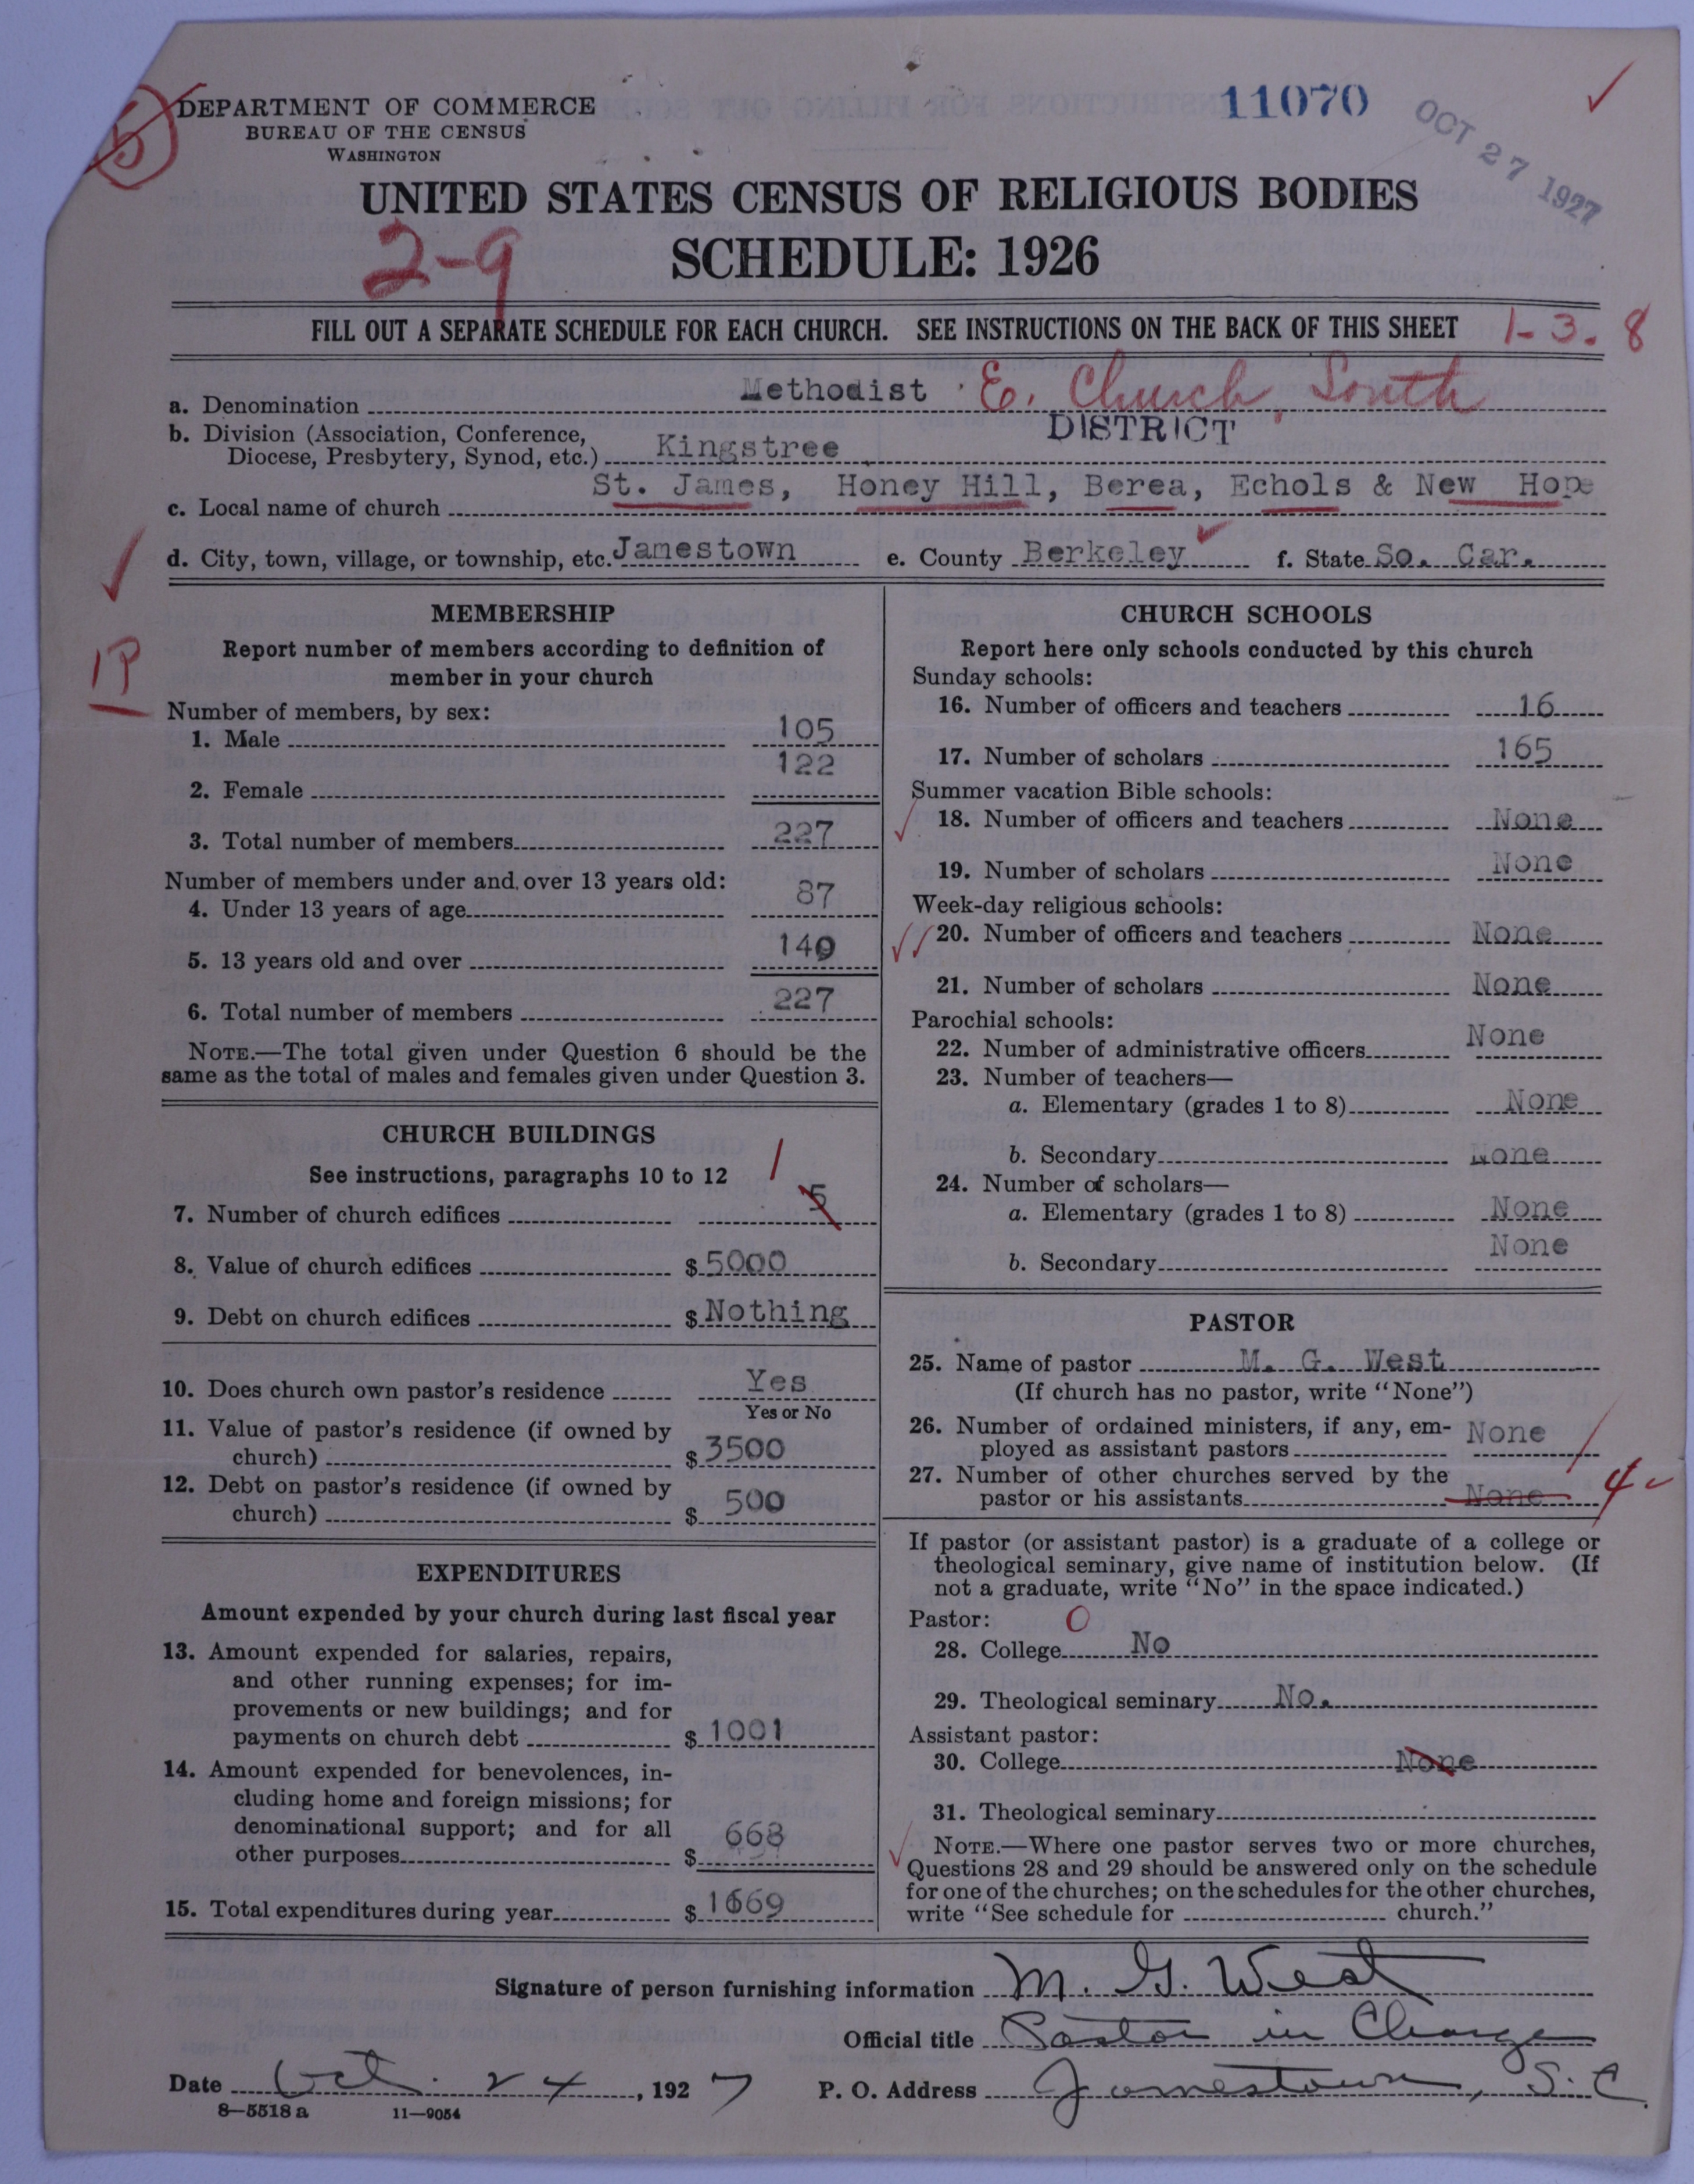 5
DEPARTMENT OF COMMERCE
BUREAU OF THE CENSUS
WASHINGTON
11070
OCT 27 1927
UNITED STATES CENSUS OF RELIGIOUS BODIES
2-9
SCHEDULE: 1926
FILL OUT A SEPARATE SCHEDULE FOR EACH CHURCH. SEE INSTRUCTIONS ON THE BACK OF THIS SHEET
1-3.8
a. Denomination Methodist E. Church, South
b. Division (Association, Conference,
Diocese, Presbytery, Synod, etc.) Kingstree DISTRICT
c. Local name of church St. James, Honey Hill, Berea, Echols & New Hope
d. City, town, village, or township, etc. Jamestown e. County Berkeley f. State So. Car.
MEMBERSHIP
Report number of members according to definition of
member in your church
19
Number of members, by sex:
1. Male 105
2. Female 122
3. Total number of members 227
Number of members under and over 13 years old:
4. Under 13 years of age 87
5. 13 years old and over 140
6. Total number of members 227
NOTE.—The total given under Question 6 should be the
same as the total of males and females given under Question 3.
CHURCH BUILDINGS
See instructions, paragraphs 10 to 12
7. Number of church edifices 5 1
8. Value of church edifices $ 5000
9. Debt on church edifices $ Nothing
10. Does church own pastor's residence Yes
Yes or No
11. Value of pastor's residence (if owned by
church) $ 3500
12. Debt on pastor's residence (if owned by
church) $ 500
EXPENDITURES
Amount expended by your church during last fiscal year
13. Amount expended for salaries, repairs,
and other running expenses; for im-
provements or new buildings; and for
payments on church debt $ 1001
14. Amount expended for benevolences, in-
cluding home and foreign missions; for
denominational support; and for all
other purposes $ 668
15. Total expenditures during year $ 1669
CHURCH SCHOOLS
Report here only schools conducted by this church
Sunday schools:
16. Number of officers and teachers 16
17. Number of scholars 165
Summer vacation Bible schools:
18. Number of officers and teachers None
19. Number of scholars None
Week-day religious schools:
20. Number of officers and teachers None
21. Number of scholars None
Parochial schools:
22. Number of administrative officers None
23. Number of teachers—
a. Elementary (grades 1 to 8) None
b. Secondary None
24. Number of scholars—
a. Elementary (grades 1 to 8) None
b. Secondary None
PASTOR
25. Name of pastor M. G. West
(If church has no pastor, write "None")
26. Number of ordained ministers, if any, em-
ployed as assistant pastors None
27. Number of other churches served by the
pastor or his assistants None 4
If pastor (or assistant pastor) is a graduate of a college or
theological seminary, give name of institution below. (If
not a graduate, write "No" in the space indicated.)
Pastor: 0
28. College No
29. Theological seminary No.
Assistant pastor:
30. College None
31. Theological seminary
NOTE.—Where one pastor serves two or more churches,
Questions 28 and 29 should be answered only on the schedule
for one of the churches; on the schedules for the other churches,
write "See schedule for church."
Signature of person furnishing information M. G. West
Official title Pastor in Charge
Date Oct. 24, 1927 P. O. Address Jamestown, S. C.
8—5518 a 11—9054